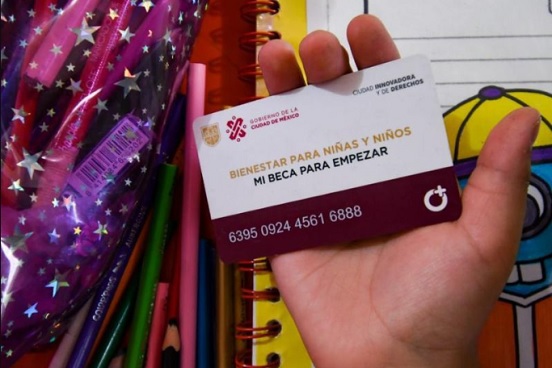 GOBIERNO DE LA
CIUDAD DE MÉXICO
CIUDAD INNOVADORA
Y DE DERECHOS
BIENESTAR PARA NIÑAS Y NIÑOS
MI BECA PARA EMPEZAR
6395 0924 4561 6888